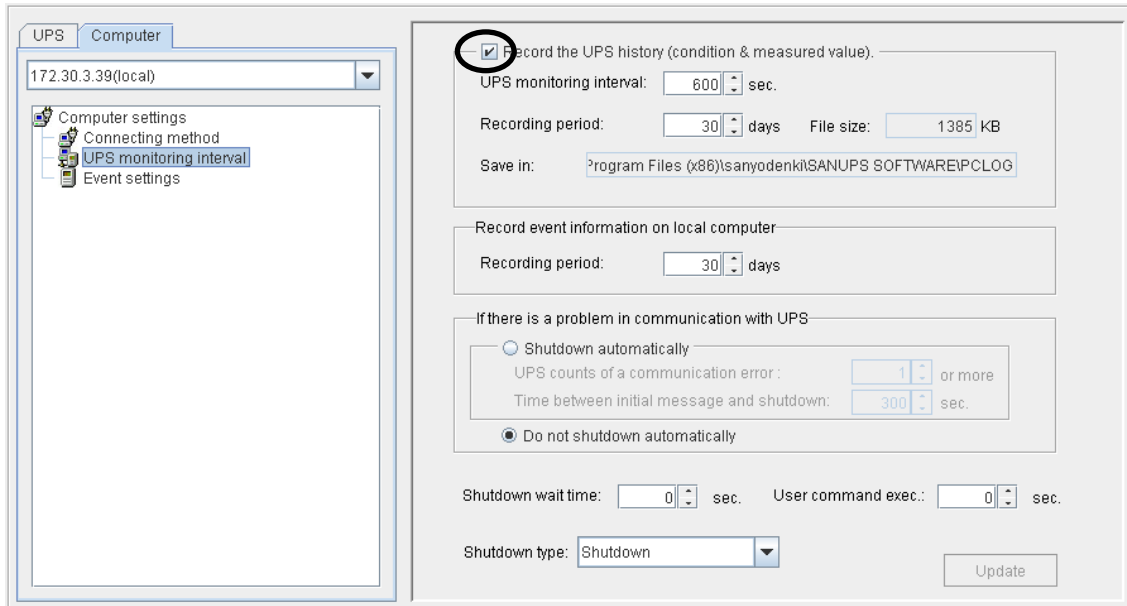 UPS Computer
172.30.3.39(local)
Computer settings
Connecting method
UPS monitoring interval
Event settings
Record the UPS history (condition & measured value).
UPS monitoring interval: 600 sec.
Recording period: 30 days File size: 1385 KB
Save in: Program Files (x86)\sanyodenki\SANUPS SOFTWARE\PCLOG
Record event information on local computer
Recording period: 30 days
If there is a problem in communication with UPS
Shutdown automatically
UPS counts of a communication error : 1 or more
Time between initial message and shutdown: 300 sec.
Do not shutdown automatically
Shutdown wait time: 0 sec. User command exec.: 0 sec.
Shutdown type: Shutdown
Update